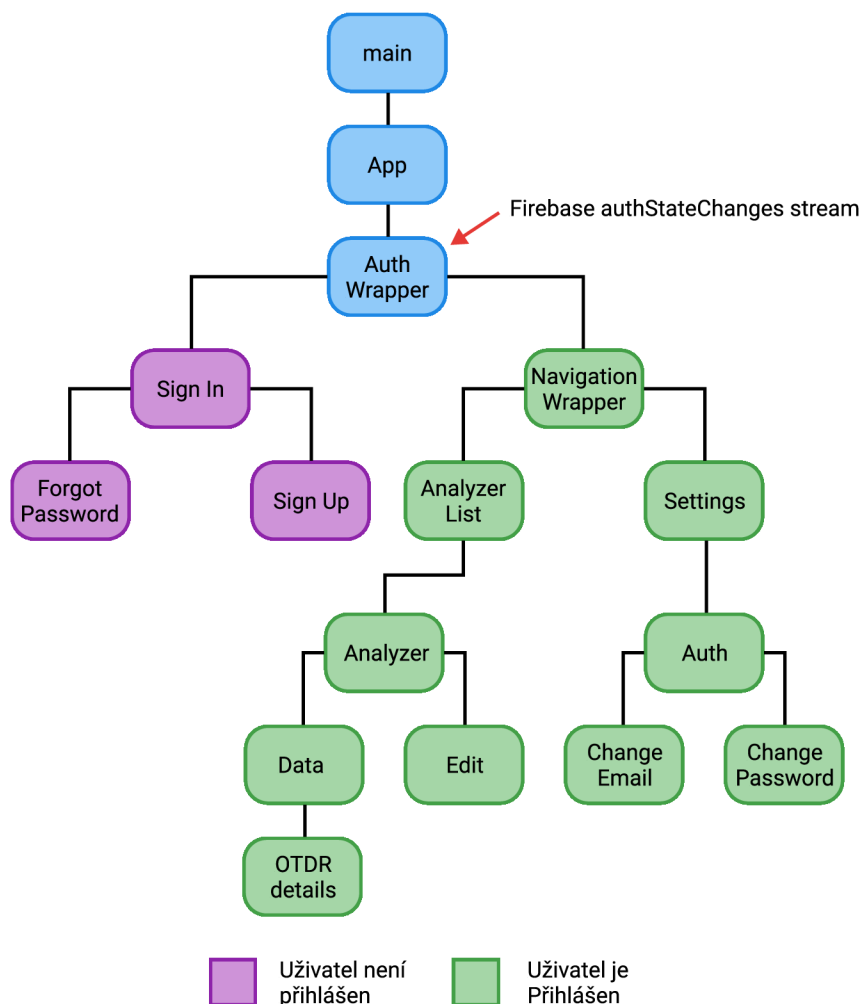 main
App
Firebase authStateChanges stream
Auth
Wrapper
Sign In
Navigation
Wrapper
Forgot
Password
Sign Up
Analyzer
List
Settings
Analyzer
Auth
Data
Edit
Change
Email
Change
Password
OTDR
details
Uživatel není
přihlášen
Uživatel je
Přihlášen